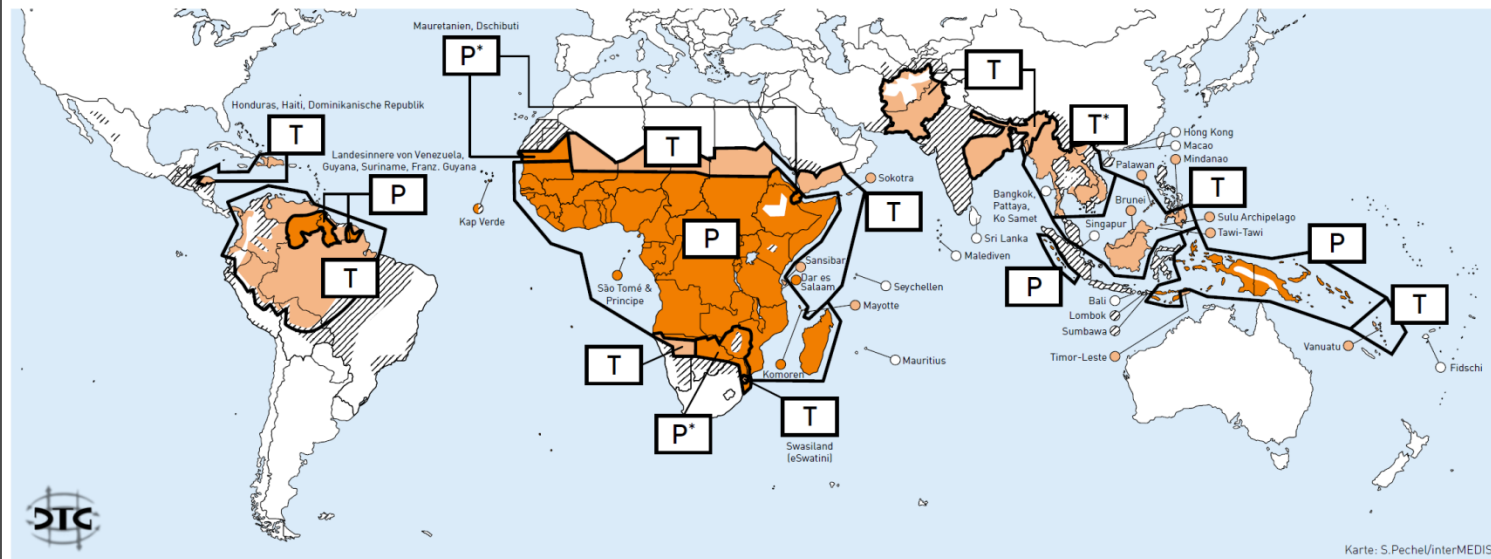 Mauretanien, Dschibuti
P*
T
Honduras, Haiti, Dominikanische Republik
T
T*
Hong Kong
Macao
Mindanao
Palawan
T
Landesinnere von Venezuela,
Guyana, Suriname, Franz. Guyana
P
T
Kap Verde
Sokotra
T
Bangkok,
Pattaya,
Ko Samet
Brunei
Singapur
Sulu Archipelago
Tawi-Tawi
Sri Lanka
Malediven
P
P
P
T
São Tomé &
Principe
Sansibar
Dar es
Salaam
Seychellen
Mayotte
Bali
Lombok
Sumbawa
T
Mauritius
Komoren
Timor-Leste
Vanuatu
Fidschi
T
P*
T
Swasiland
(eSwatini)
DTG
Karte: S.Pechel/interMEDIS